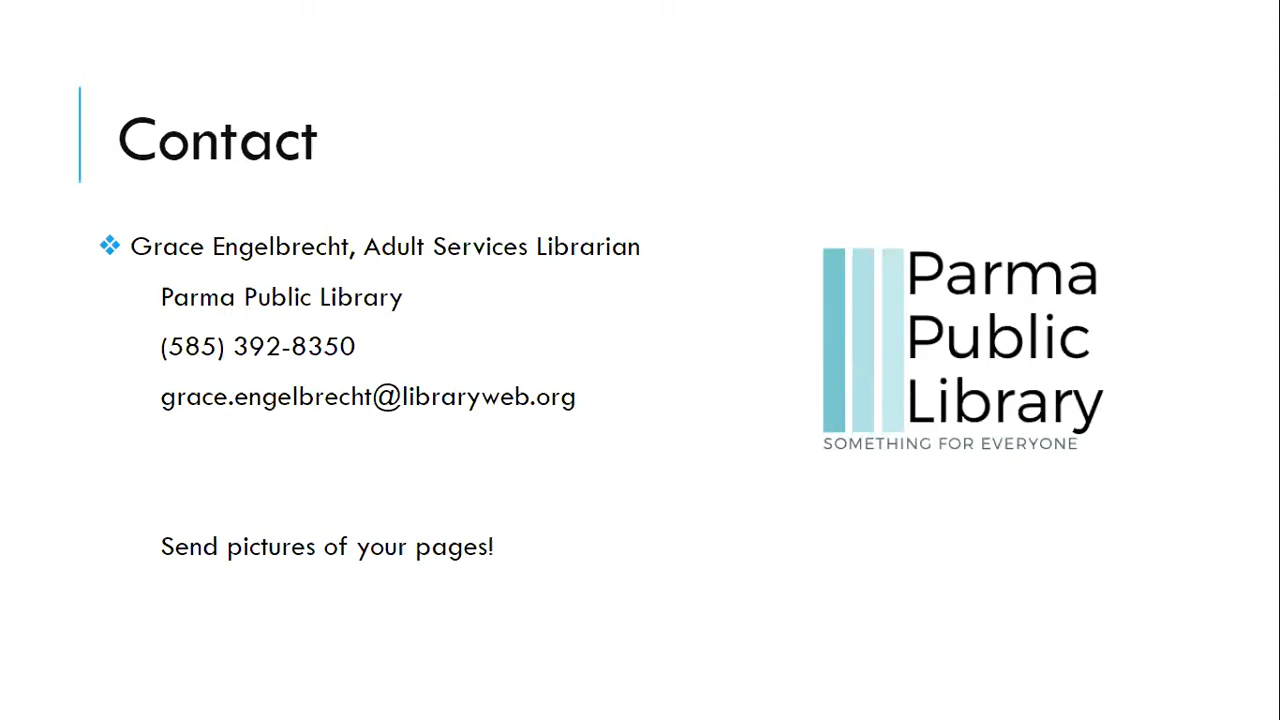 Contact
Grace Engelbrecht, Adult Services Librarian
Parma Public Library
(585) 392-8350
grace.engelbrecht@libraryweb.org
Send pictures of your pages!
Parma
Public
Library
SOMETHING FOR EVERYONE